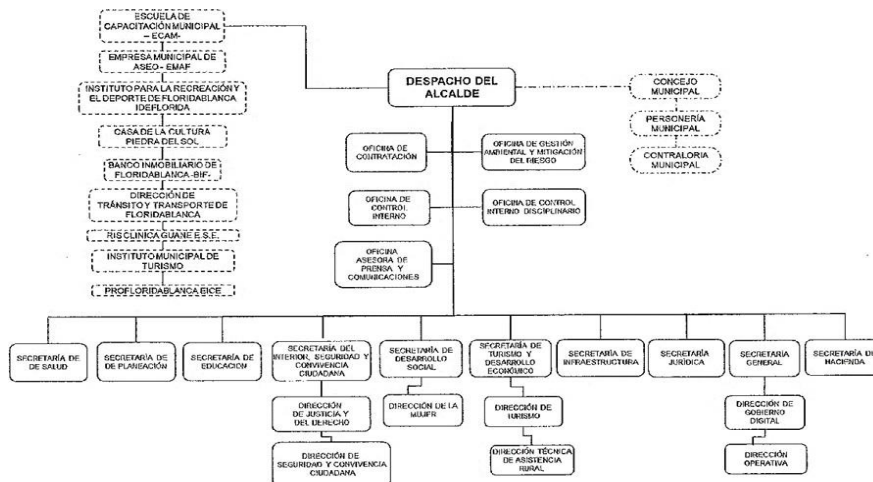 ESCUELA DE
CAPACITACIÓN MUNICIPAL
– ECAM-
EMPRESA MUNICIPAL DE
ASEO - EMAF
INSTITUTO PARA LA RECREACIÓN Y
EL DEPORTE DE FLORIDABLANCA
IDEFLORIDA
CASA DE LA CULTURA
PIEDRA DEL SOL
BANCO INMOBILIARIO DE
FLORIDABLANCA -BIF-
DIRECCIÓN DE
TRÁNSITO Y TRANSPORTE DE
FLORIDABLANCA
RIS CLINICA GUANE E.S.E.
INSTITUTO MUNICIPAL DE
TURISMO
PROFLORIDABLANCA EICE
DESPACHO DEL
ALCALDE
CONCEJO
MUNICIPAL
PERSONERÍA
MUNICIPAL
CONTRALORIA
MUNICIPAL
OFICINA DE
CONTRATACIÓN
OFICINA DE GESTIÓN
AMBIENTAL Y MITIGACIÓN
DEL RIESGO
OFICINA DE
CONTROL
INTERNO
OFICINA DE CONTROL
INTERNO DISCIPLINARIO
OFICINA
ASESORA DE
PRENSA Y
COMUNICACIONES
SECRETARÍA DE
DE SALUD
SECRETARÍA DE
DE PLANEACIÓN
SECRETARÍA DE
EDUCACION
SECRETARÍA DEL
INTERIOR, SEGURIDAD Y
CONVIVENCIA
CIUDADANA
SECRETARÍA DE
DESARROLLO
SOCIAL
SECRETARÍA DE
TURISMO Y
DESARROLLO
ECONÓMICO
SECRETARÍA DE
INFRAESTRUCTURA
SECRETARÍA
JURÍDICA
SECRETARÍA
GENERAL
SECRETARÍA
DE HACIENDA
DIRECCIÓN
DE JUSTICIA Y
DEL DERECHO
DIRECCIÓN DE LA
MUJER
DIRECCIÓN DE
TURISMO
DIRECCIÓN DE
GOBIERNO
DIGITAL
DIRECCIÓN DE
SEGURIDAD Y CONVIVENCIA
CIUDADANA
DIRECCIÓN TÉCNICA
DE ASISTENCIA
RURAL
DIRECCIÓN
OPERATIVA